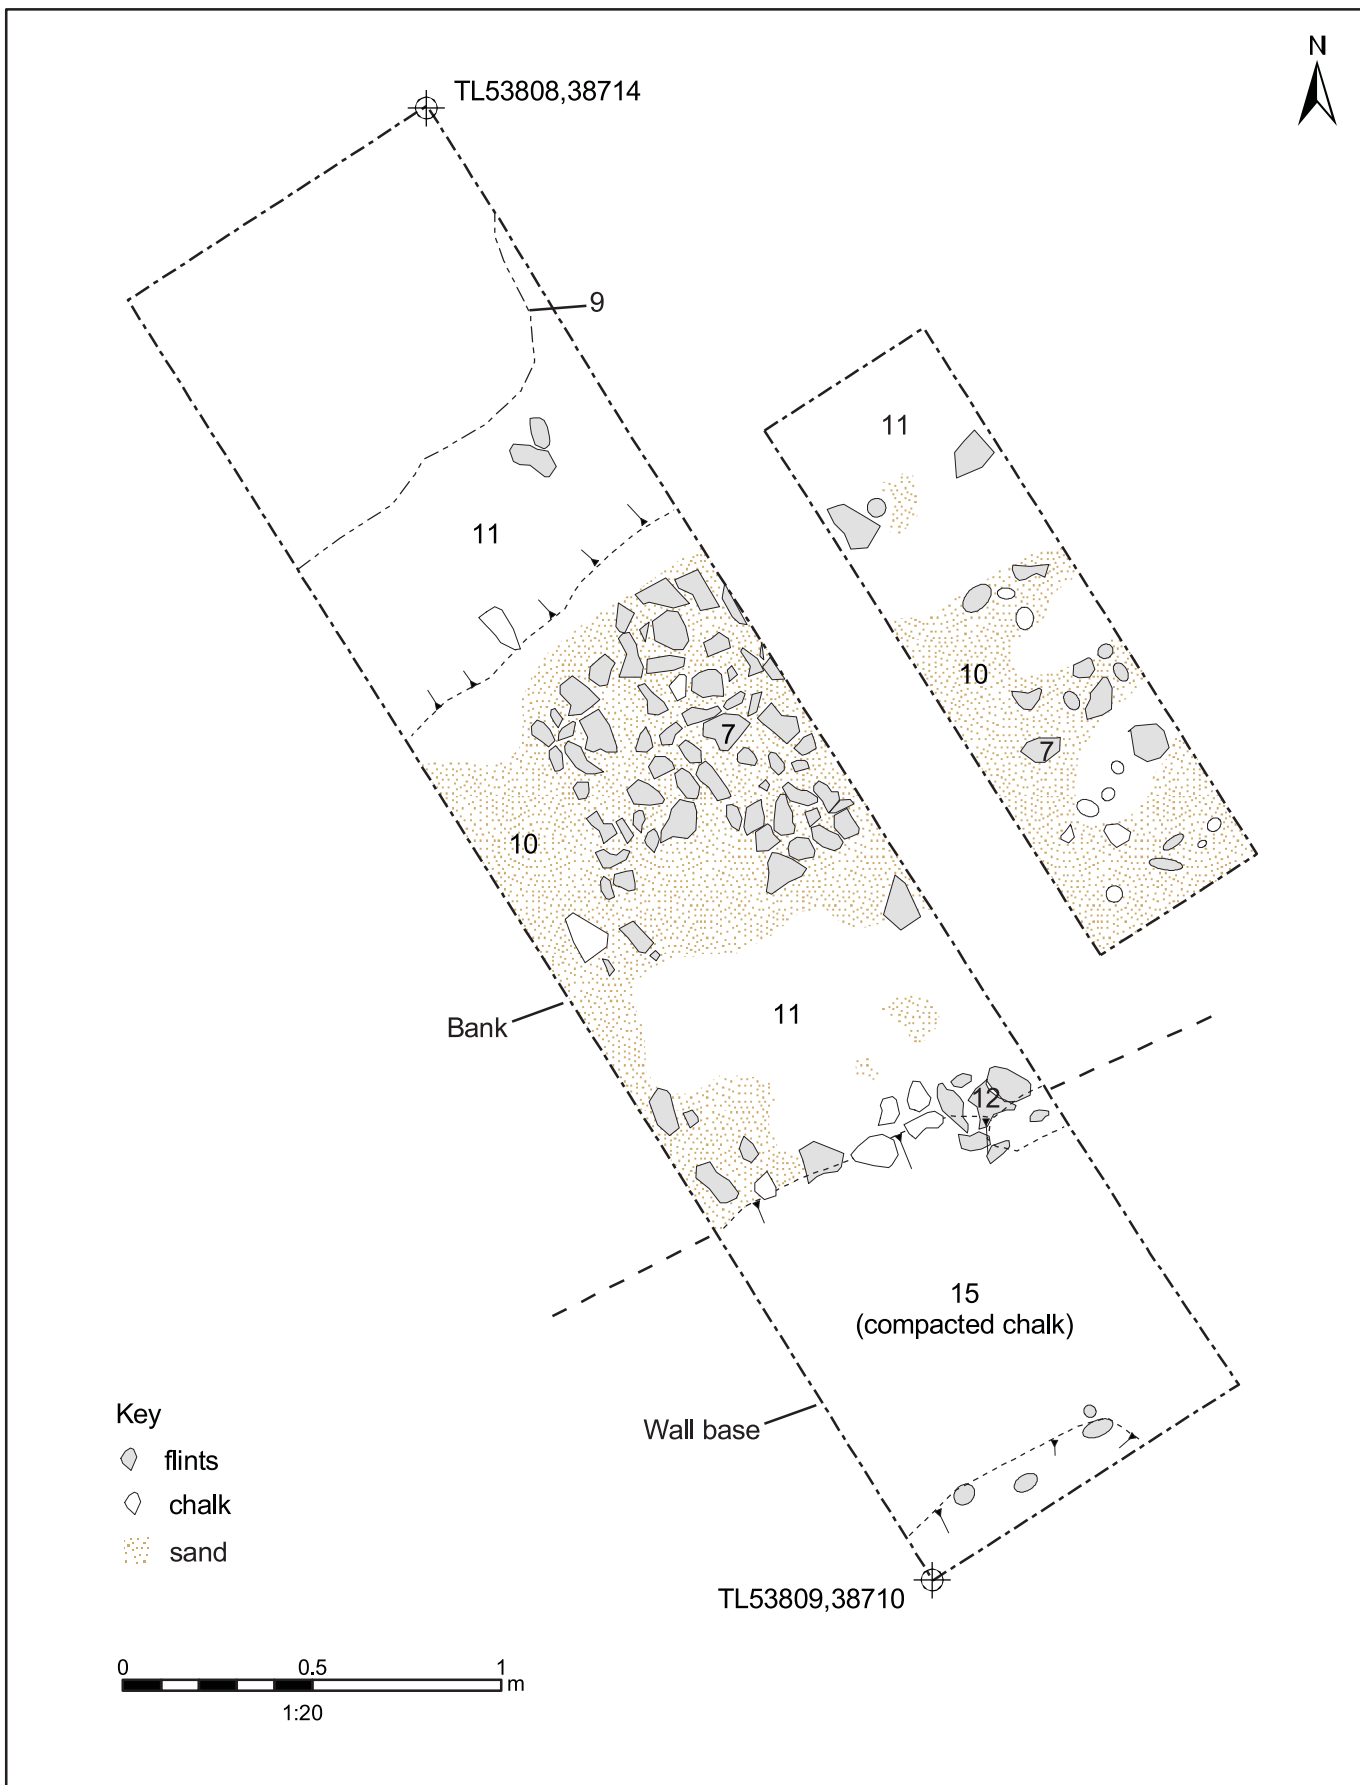 N
TL53808,38714
9
11
11
10
7
7
10
Bank
11
12
15
(compacted chalk)
Wall base
Key
flints
chalk
sand
TL53809,38710
0 0.5 1
m
1:20